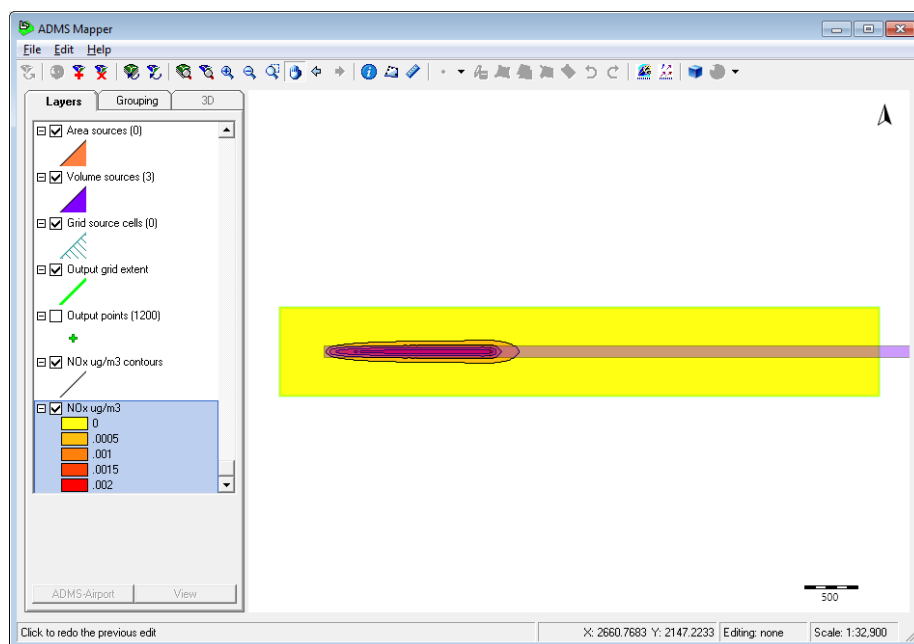 ADMS Mapper
File Edit Help
Layers Grouping 3D
Area sources (0)
Volume sources (3)
Grid source cells (0)
Output grid extent
Output points (1200)
NOx ug/m3 contours
NOx ug/m3
0
.0005
.001
.0015
.002
500
ADMS-Airport View
Click to redo the previous edit X: 2660.7683 Y: 2147.2233 Editing: none Scale: 1:32,900